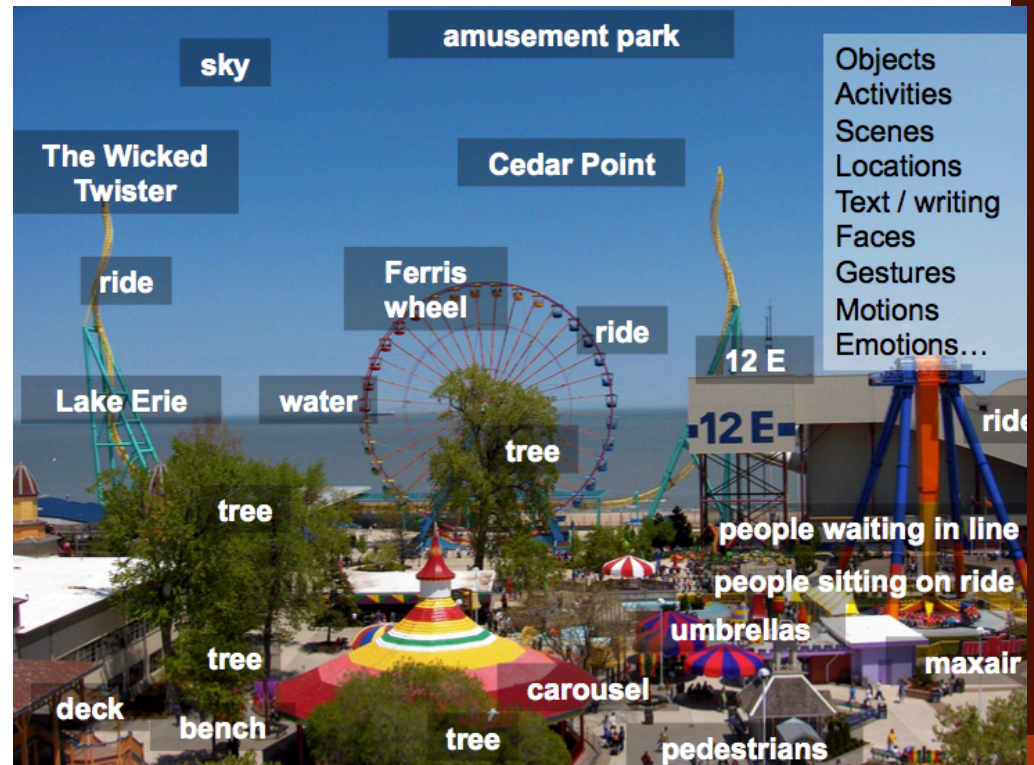 amusement park
sky
Objects
Activities
Scenes
Locations
Text / writing
Faces
Gestures
Motions
Emotions…
The Wicked
Twister
Cedar Point
ride
Ferris
wheel
ride
12 E
Lake Erie
water
12 E
ride
tree
tree
people waiting in line
people sitting on ride
umbrellas
tree
maxair
carousel
deck
bench
tree
pedestrians